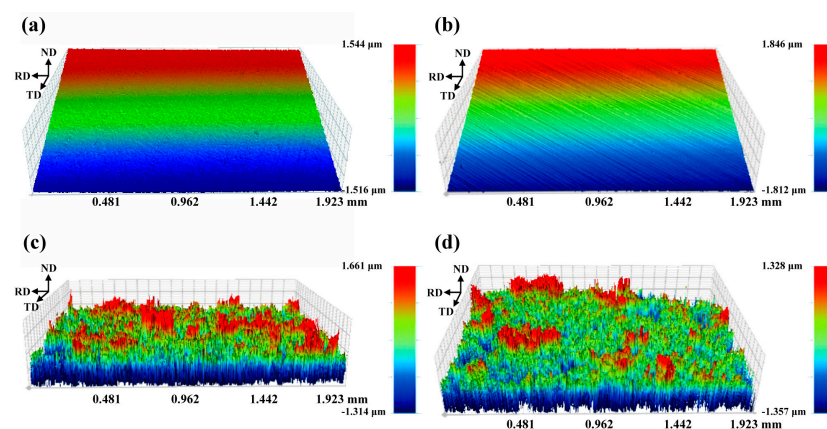 (a)
ND
RD
TD
1.544 μm
-1.516 μm
0.481 0.962 1.442 1.923 mm
(b)
ND
RD
TD
1.846 μm
-1.812 μm
0.481 0.962 1.442 1.923 mm
(c)
ND
RD
TD
1.661 μm
-1.314 μm
0.481 0.962 1.442 1.923 mm
(d)
ND
RD
TD
1.328 μm
-1.357 μm
0.481 0.962 1.442 1.923 mm